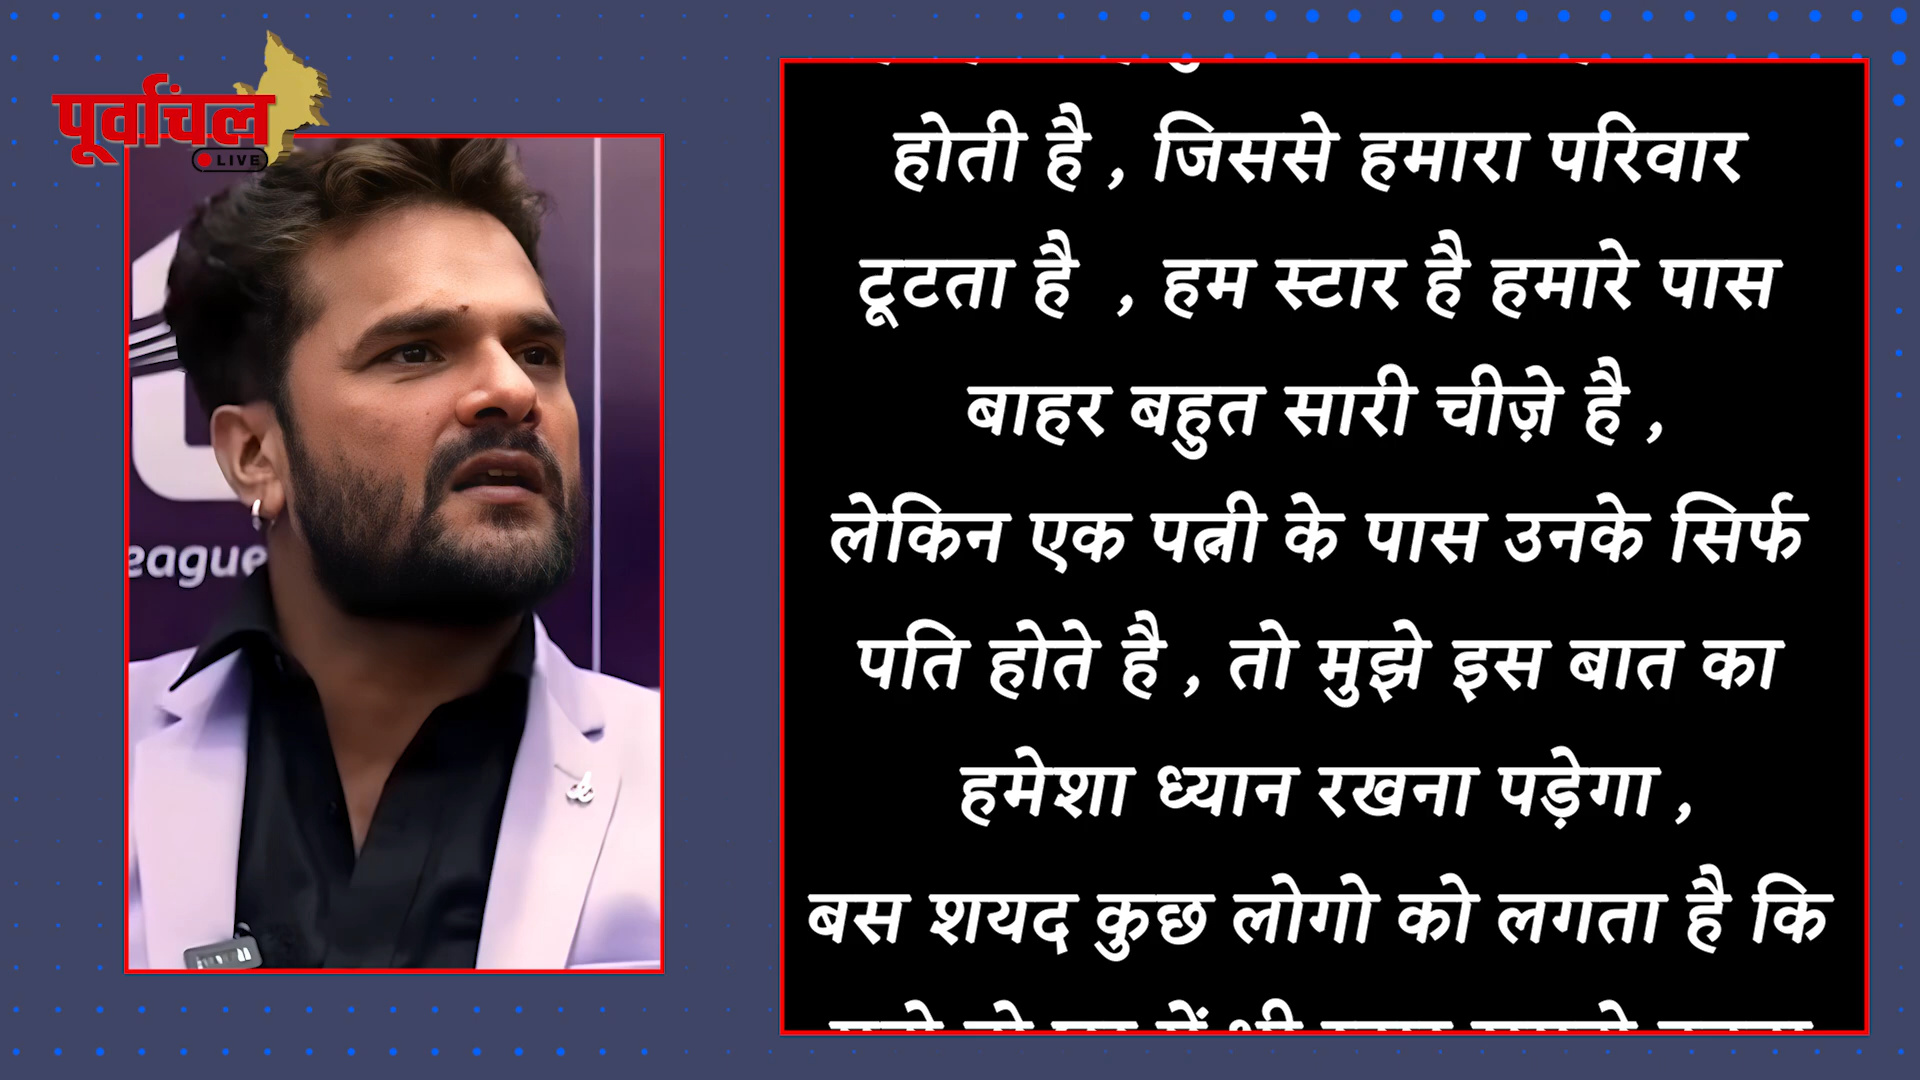 पूर्वांचल
LIVE
eague
होती है , जिससे हमारा परिवार
टूटता है , हम स्टार है हमारे पास
बाहर बहुत सारी चीज़े है ,
लेकिन एक पत्नी के पास उनके सिर्फ
पति होते है , तो मुझे इस बात का
हमेशा ध्यान रखना पड़ेगा ,
बस शयद कुछ लोगो को लगता है कि